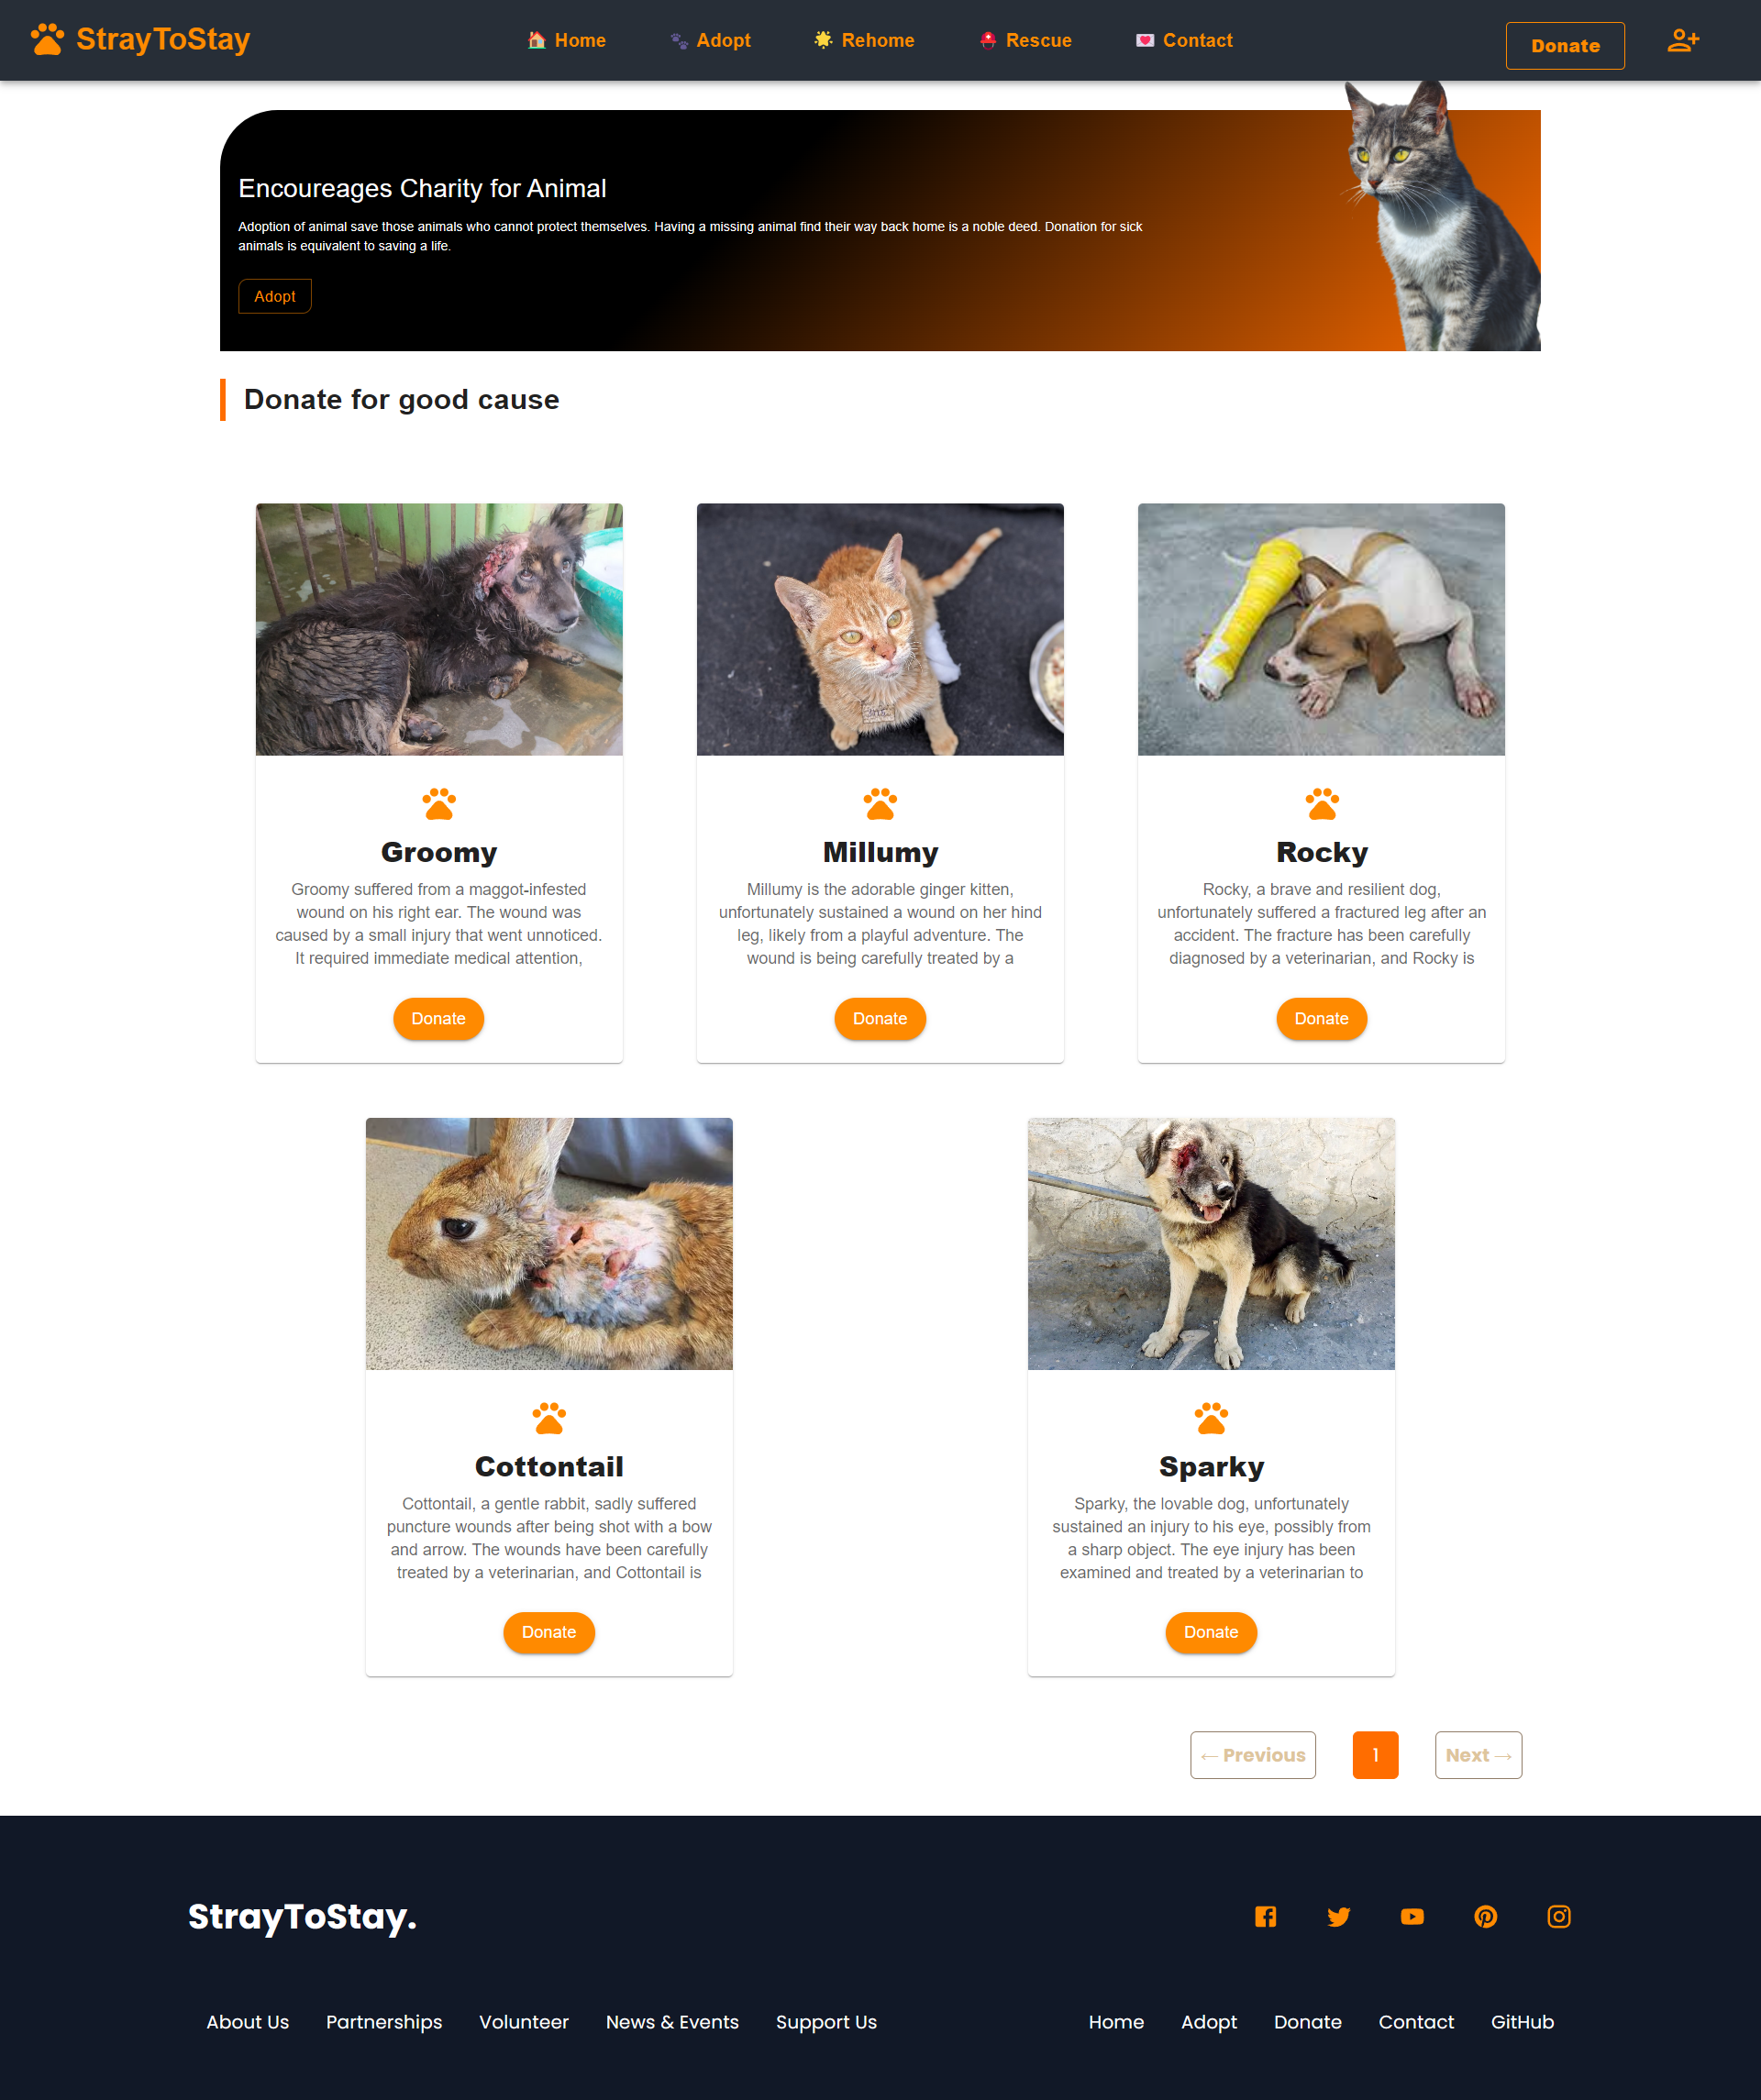 StrayToStay
Home
Adopt
Rehome
Rescue
Contact
Donate
Encoureages Charity for Animal
Adoption of animal save those animals who cannot protect themselves. Having a missing animal find their way back home is a noble deed. Donation for sick
animals is equivalent to saving a life.
Adopt
Donate for good cause
Groomy
Groomy suffered from a maggot-infested
wound on his right ear. The wound was
caused by a small injury that went unnoticed.
It required immediate medical attention,
Donate
Millumy
Millumy is the adorable ginger kitten,
unfortunately sustained a wound on her hind
leg, likely from a playful adventure. The
wound is being carefully treated by a
Donate
Rocky
Rocky, a brave and resilient dog,
unfortunately suffered a fractured leg after an
accident. The fracture has been carefully
diagnosed by a veterinarian, and Rocky is
Donate
Cottontail
Cottontail, a gentle rabbit, sadly suffered
puncture wounds after being shot with a bow
and arrow. The wounds have been carefully
treated by a veterinarian, and Cottontail is
Donate
Sparky
Sparky, the lovable dog, unfortunately
sustained an injury to his eye, possibly from
a sharp object. The eye injury has been
examined and treated by a veterinarian to
Donate
← Previous
1
Next →
StrayToStay.
About Us
Partnerships
Volunteer
News & Events
Support Us
Home
Adopt
Donate
Contact
GitHub